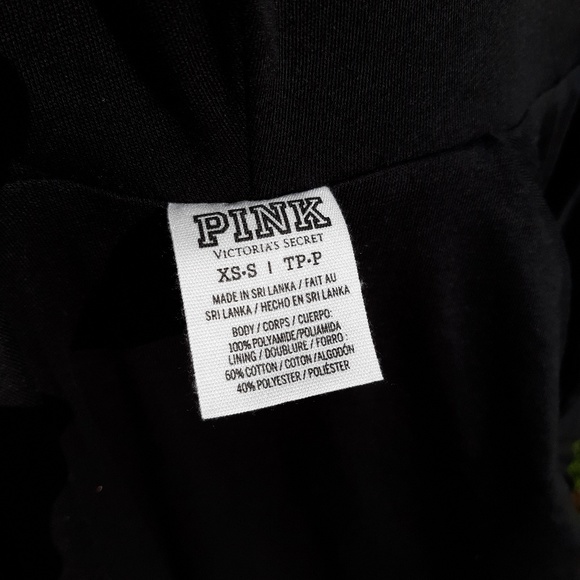 PINK
VICTORIA'S SECRET
XS•S | TP•P
MADE IN SRI LANKA / FAIT AU
SRI LANKA / HECHO EN SRI LANKA
BODY / CORPS / CUERPO:
100% POLYAMIDE/POLIAMIDA
LINING / DOUBLURE / FORRO:
60% COTTON / COTON /ALGODÓN
40% POLYESTER / POLIÉSTER